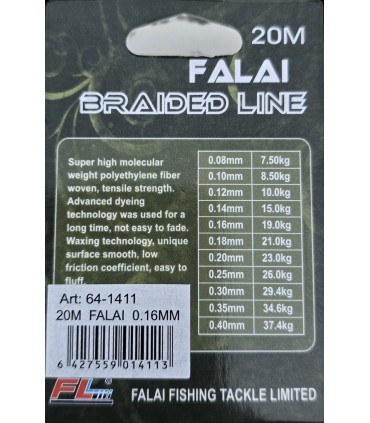 20M
FALAI
BRAIDED LINE
Super high molecular
weight polyethylene fiber
woven, tensile strength.
Advanced dyeing
technology was used for a
long time, not easy to fade.
Waxing technology, unique
surface smooth, low
friction coefficient, easy to
fluff.
0.08mm 7.50kg
0.10mm 8.50kg
0.12mm 10.0kg
0.14mm 15.0kg
0.16mm 19.0kg
0.18mm 21.0kg
0.20mm 23.0kg
0.25mm 26.0kg
0.30mm 29.4kg
0.35mm 34.6kg
0.40mm 37.4kg
Art: 64-1411
20M FALAI 0.16MM
6 427559 014113
FL
FALAI FISHING TACKLE LIMITED